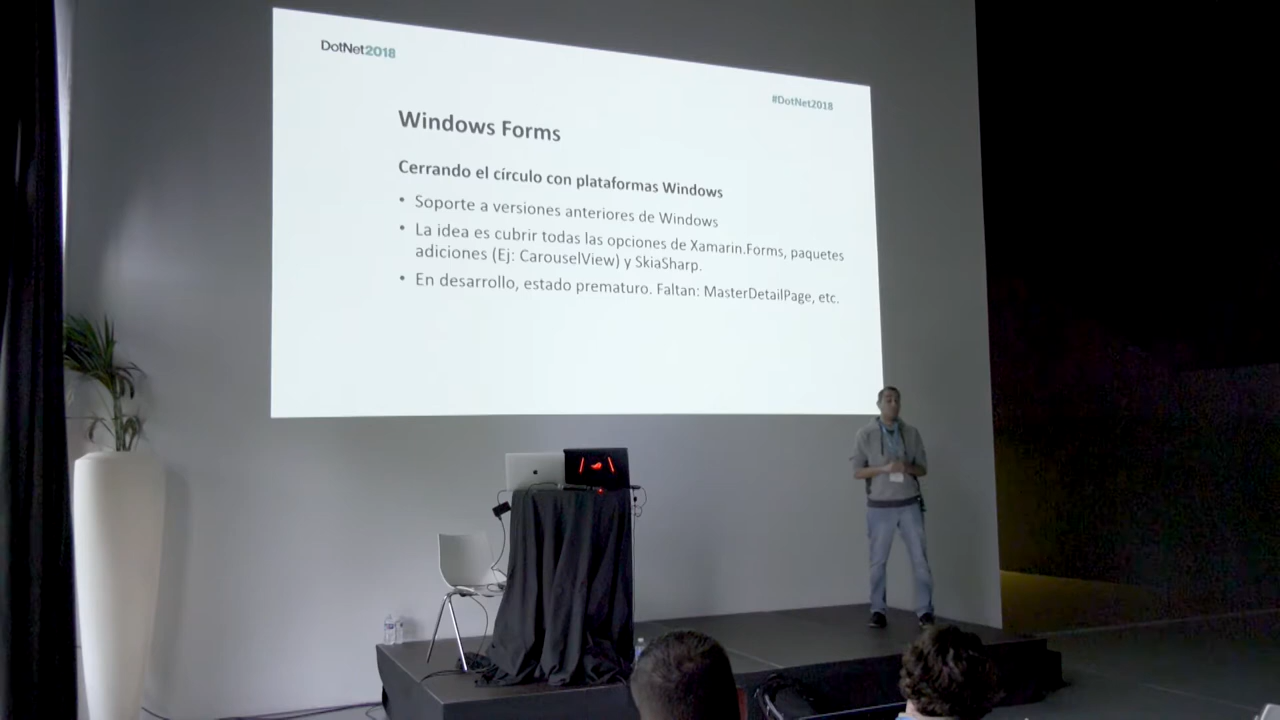 DotNet2018
#DotNet2018
Windows Forms
Cerrando el círculo con plataformas Windows
• Soporte a versiones anteriores de Windows
• La idea es cubrir todas las opciones de Xamarin.Forms, paquetes
adiciones (Ej: CarouselView) y SkiaSharp.
• En desarrollo, estado prematuro. Faltan: MasterDetailPage, etc.